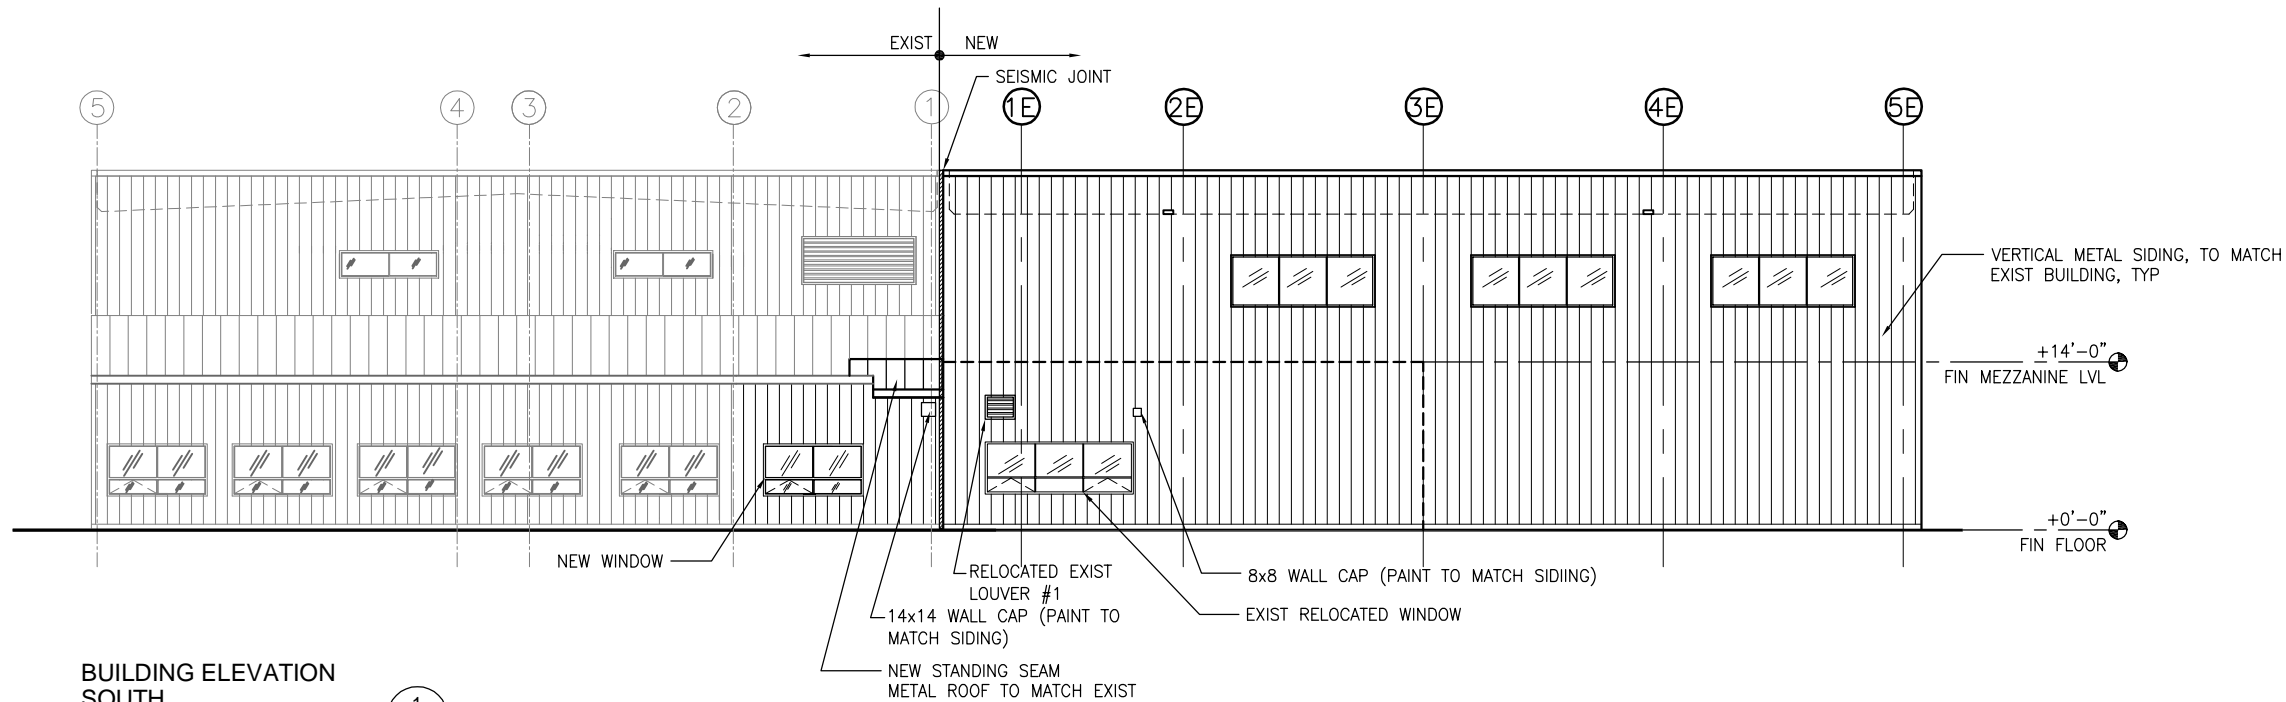 EXIST NEW
SEISMIC JOINT
5 4 3 2 1 1E 2E 3E 4E 5E
VERTICAL METAL SIDING, TO MATCH
EXIST BUILDING, TYP
+14'-0"
FIN MEZZANINE LVL
+0'-0"
FIN FLOOR
NEW WINDOW
RELOCATED EXIST
LOUVER #1
8x8 WALL CAP (PAINT TO MATCH SIDIING)
14x14 WALL CAP (PAINT TO
MATCH SIDING)
EXIST RELOCATED WINDOW
NEW STANDING SEAM
METAL ROOF TO MATCH EXIST
BUILDING ELEVATION
SOUTH
1